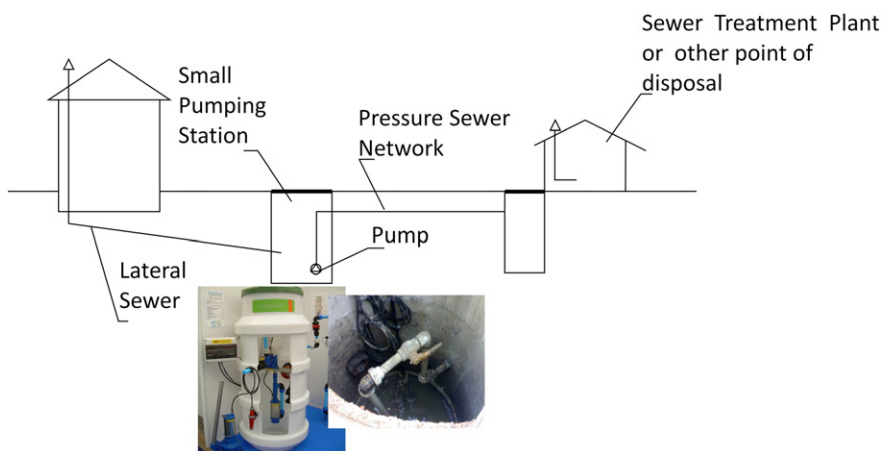 Sewer Treatment Plant
or other point of
disposal
Small
Pumping
Station
Pressure Sewer
Network
Pump
Lateral
Sewer